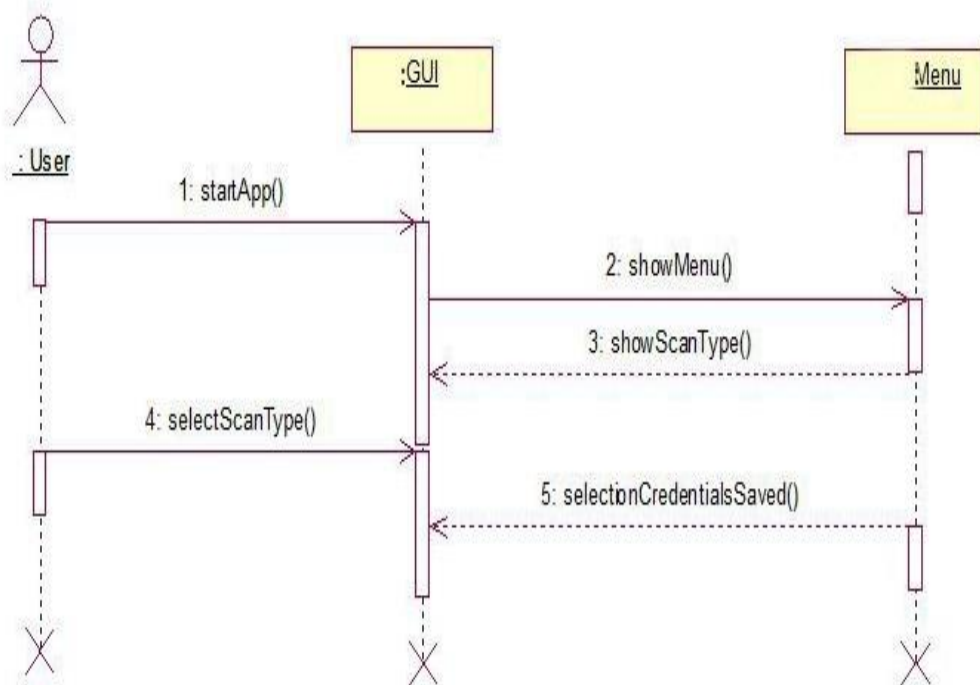 :GUI
:Menu
: User
1: startApp()
2: showMenu()
3: showScanType()
4: selectScanType()
5: selectionCredentialsSaved()